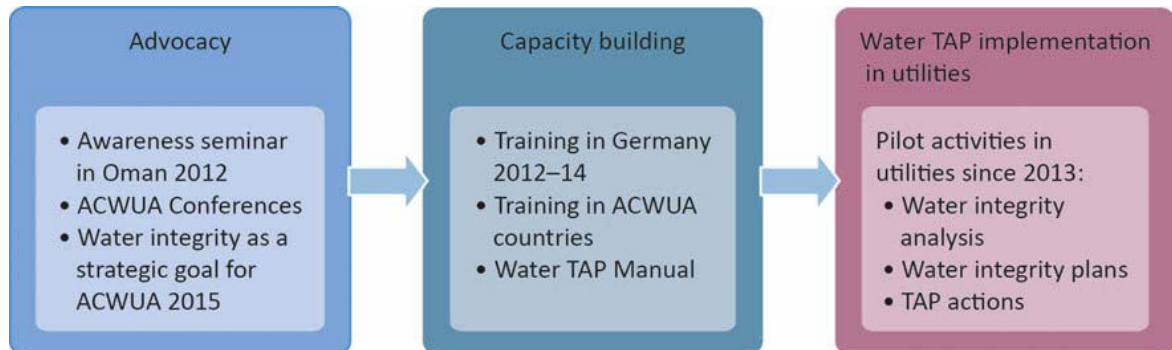 Advocacy
• Awareness seminar
in Oman 2012
• ACWUA Conferences
• Water integrity as a
strategic goal for
ACWUA 2015
Capacity building
• Training in Germany
2012–14
• Training in ACWUA
countries
• Water TAP Manual
Water TAP implementation
in utilities
Pilot activities in
utilities since 2013:
• Water integrity
analysis
• Water integrity plans
• TAP actions